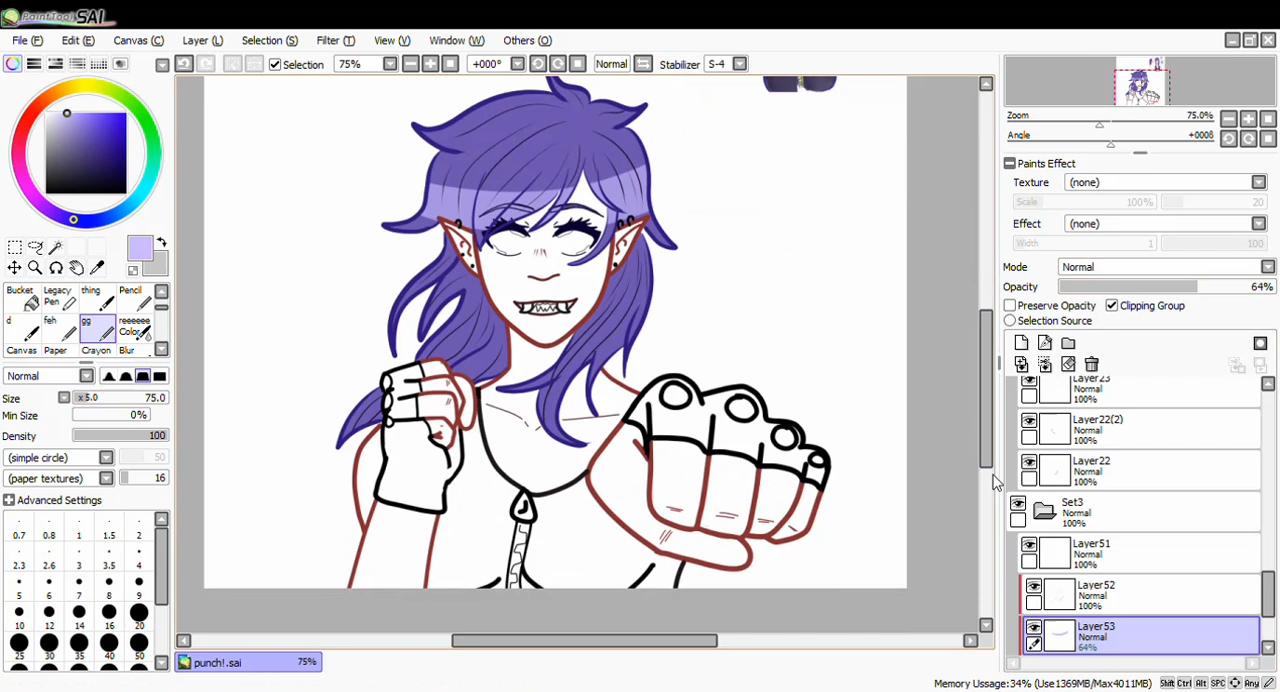 PaintTool SAI
File (F) Edit (E) Canvas (C) Layer (L) Selection (S) Filter (T) View (V) Window (W) Others (O)
Selection 75% +000° Normal Stabilizer S-4
Zoom 75.0%
Angle +000ß
Paints Effect
Texture (none)
Scale 100% 20
Effect (none)
Width 1 100
Mode Normal
Opacity 64%
Preserve Opacity Clipping Group
Selection Source
Bucket Legacy Pen thing Pencil
d feh gg reeeeee Color
Canvas Paper Crayon Blur
Normal
Size x 5.0 75.0
Min Size 0%
Density 100
(simple circle) 50
(paper textures) 16
Advanced Settings
0.7 0.8 1 1.5 2
2.3 2.6 3 3.5 4
5 6 7 8 9
10 12 14 16 20
25 30 35 40 50
Layer23
Normal
100%
Layer22(2)
Normal
100%
Layer22
Normal
100%
Set3
Normal
100%
Layer51
Normal
100%
Layer52
Normal
100%
Layer53
Normal
64%
punch!.sai 75%
Memory Usage:34% (Use1369MB/Max4011MB) Shift Ctrl Alt SPC Any